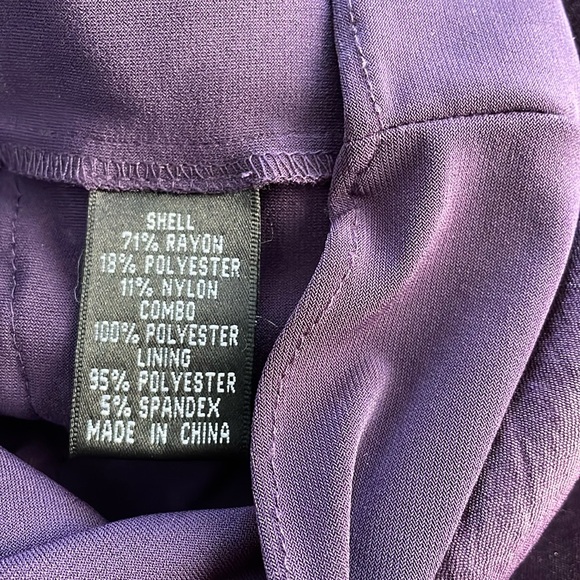 SHELL
71% RAYON
18% POLYESTER
11% NYLON
COMBO
100% POLYESTER
LINING
95% POLYESTER
5% SPANDEX
MADE IN CHINA